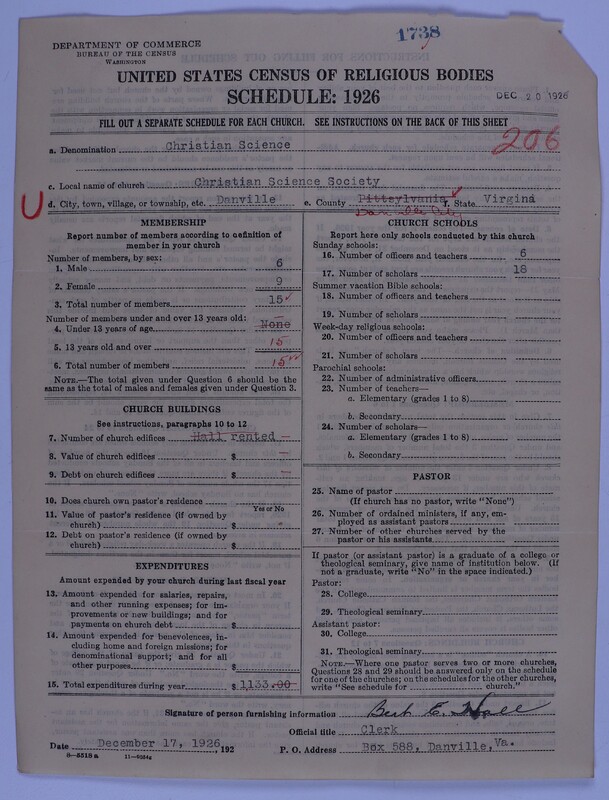 1738
DEPARTMENT OF COMMERCE
BUREAU OF THE CENSUS
WASHINGTON
UNITED STATES CENSUS OF RELIGIOUS BODIES
SCHEDULE: 1926
DEC 20 1926
FILL OUT A SEPARATE SCHEDULE FOR EACH CHURCH. SEE INSTRUCTIONS ON THE BACK OF THIS SHEET
206
a. Denomination Christian Science
c. Local name of church Christian Science Society
U d. City, town, village, or township, etc. Danville e. County Pittsylvania f. State Virgina
MEMBERSHIP
Report number of members according to definition of
member in your church
Number of members, by sex:
1. Male 6
2. Female 9
3. Total number of members 15
Number of members under and over 13 years old:
4. Under 13 years of age None
5. 13 years old and over 15
6. Total number of members 15
NOTE.—The total given under Question 6 should be the
same as the total of males and females given under Question 3.
CHURCH BUILDINGS
See instructions, paragraphs 10 to 12
7. Number of church edifices Hall rented —
8. Value of church edifices $ —
9. Debt on church edifices $ —
10. Does church own pastor's residence
Yes or No
11. Value of pastor's residence (if owned by
church) $
12. Debt on pastor's residence (if owned by
church) $
EXPENDITURES
Amount expended by your church during last fiscal year
13. Amount expended for salaries, repairs,
and other running expenses; for im-
provements or new buildings; and for
payments on church debt $
14. Amount expended for benevolences, in-
cluding home and foreign missions; for
denominational support; and for all
other purposes $
15. Total expenditures during year $ 1133.00
CHURCH SCHOOLS
Report here only schools conducted by this church
Sunday schools:
16. Number of officers and teachers 6
17. Number of scholars 18
Summer vacation Bible schools:
18. Number of officers and teachers
19. Number of scholars
Week-day religious schools:
20. Number of officers and teachers
21. Number of scholars
Parochial schools:
22. Number of administrative officers
23. Number of teachers—
a. Elementary (grades 1 to 8)
b. Secondary
24. Number of scholars—
a. Elementary (grades 1 to 8)
b. Secondary
PASTOR
25. Name of pastor
(If church has no pastor, write "None")
26. Number of ordained ministers, if any, em-
ployed as assistant pastors
27. Number of other churches served by the
pastor or his assistants
If pastor (or assistant pastor) is a graduate of a college or
theological seminary, give name of institution below. (If
not a graduate, write "No" in the space indicated.)
Pastor:
28. College
29. Theological seminary
Assistant pastor:
30. College
31. Theological seminary
NOTE.—Where one pastor serves two or more churches,
Questions 28 and 29 should be answered only on the schedule
for one of the churches; on the schedules for the other churches,
write "See schedule for church."
Signature of person furnishing information
Official title Clerk
Date December 17, 1926, 192 P. O. Address Box 588, Danville, Va.